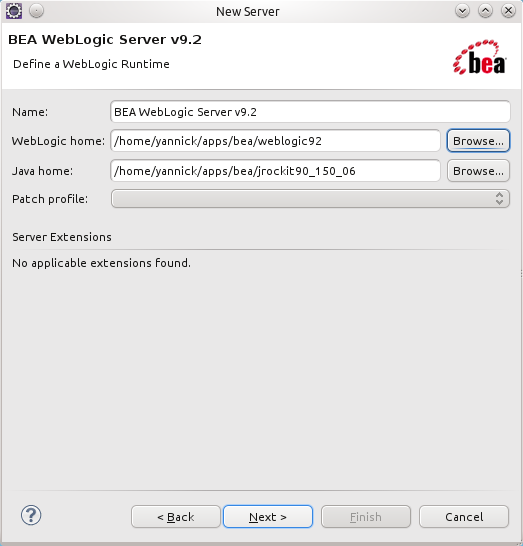 New Server
BEA WebLogic Server v9.2
Define a WebLogic Runtime
bea
Name: BEA WebLogic Server v9.2
WebLogic home: /home/yannick/apps/bea/weblogic92 Browse...
Java home: /home/yannick/apps/bea/jrockit90_150_06 Browse...
Patch profile:
Server Extensions
No applicable extensions found.
? < Back Next > Finish Cancel